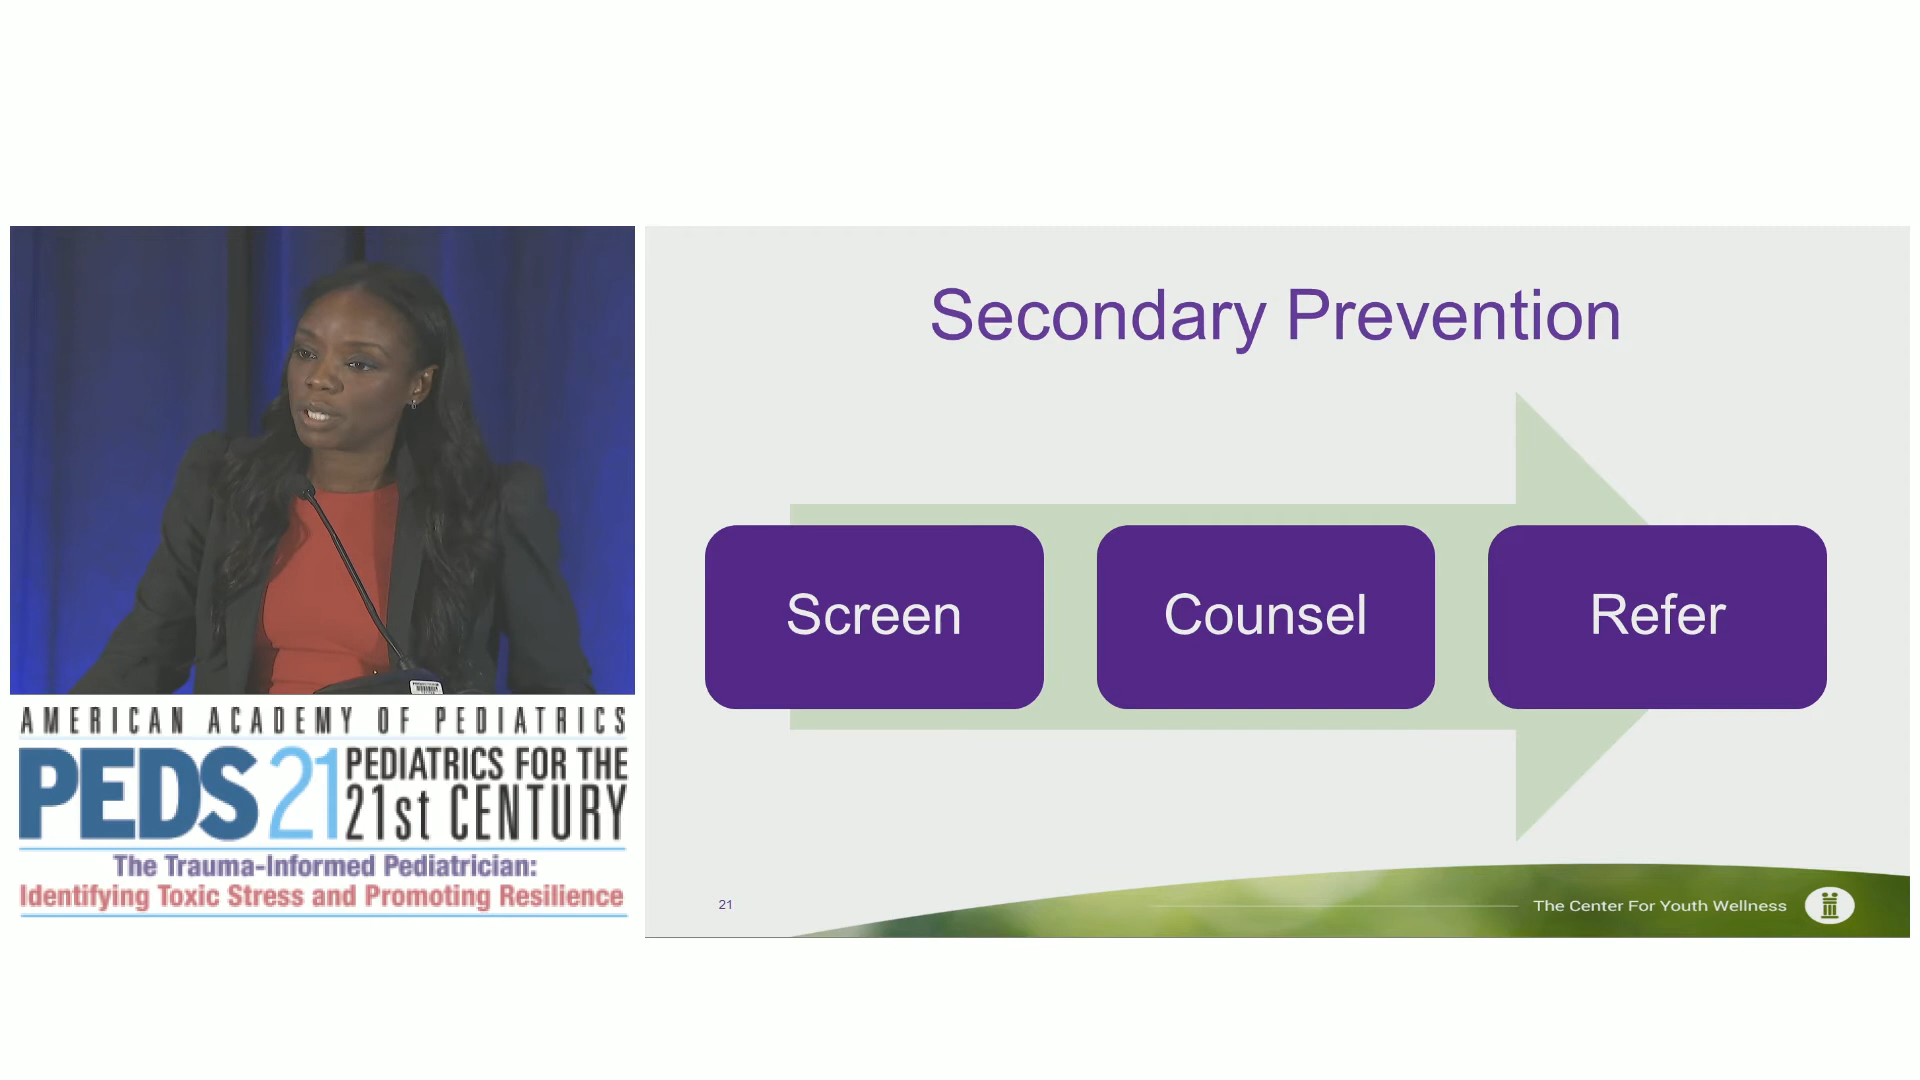 Secondary Prevention
Screen
Counsel
Refer
AMERICAN ACADEMY OF PEDIATRICS
PEDS 21 PEDIATRICS FOR THE
21st CENTURY
The Trauma-Informed Pediatrician:
Identifying Toxic Stress and Promoting Resilience
21
The Center For Youth Wellness